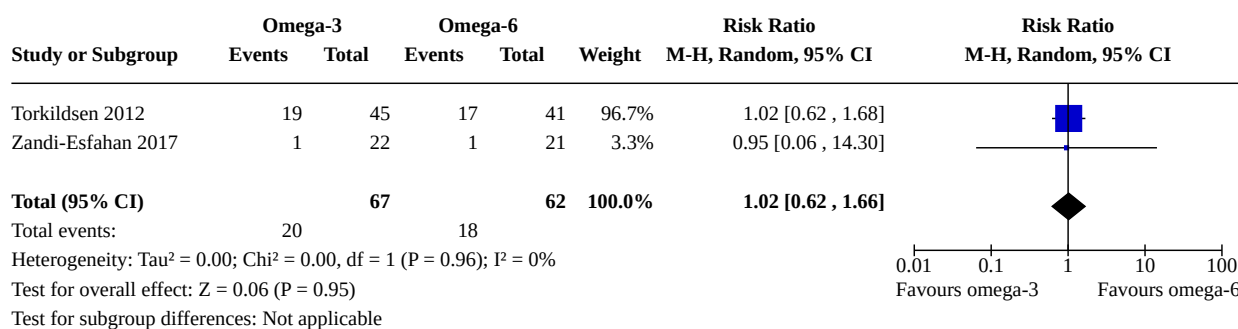 Omega-3 Omega-6 Risk Ratio Risk Ratio
Study or Subgroup Events Total Events Total Weight M-H, Random, 95% CI M-H, Random, 95% CI
Torkildsen 2012 19 45 17 41 96.7% 1.02 [0.62 , 1.68]
Zandi-Esfahan 2017 1 22 1 21 3.3% 0.95 [0.06 , 14.30]
Total (95% CI) 67 62 100.0% 1.02 [0.62 , 1.66]
Total events: 20 18
Heterogeneity: Tau² = 0.00; Chi² = 0.00, df = 1 (P = 0.96); I² = 0%
0.01 0.1 1 10 100
Test for overall effect: Z = 0.06 (P = 0.95)
Favours omega-3 Favours omega-6
Test for subgroup differences: Not applicable